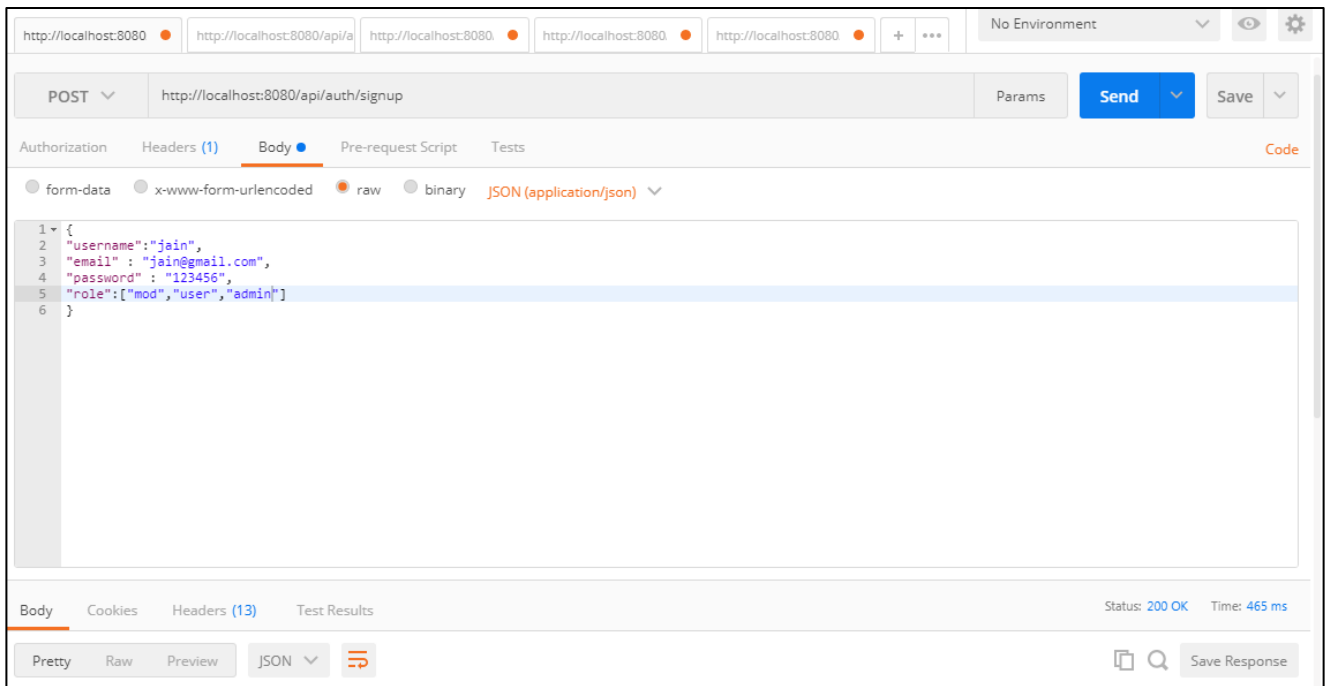 http://localhost:8080 http://localhost:8080/api/a http://localhost:8080. http://localhost:8080. http://localhost:8080. + ••• No Environment
POST http://localhost:8080/api/auth/signup Params Send Save
Authorization Headers (1) Body Pre-request Script Tests Code
form-data x-www-form-urlencoded raw binary JSON (application/json)
1 {
2 "username":"jain",
3 "email" : "jain@gmail.com",
4 "password" : "123456",
5 "role":["mod","user","admin"]
6 }
Body Cookies Headers (13) Test Results Status: 200 OK Time: 465 ms
Pretty Raw Preview JSON Save Response